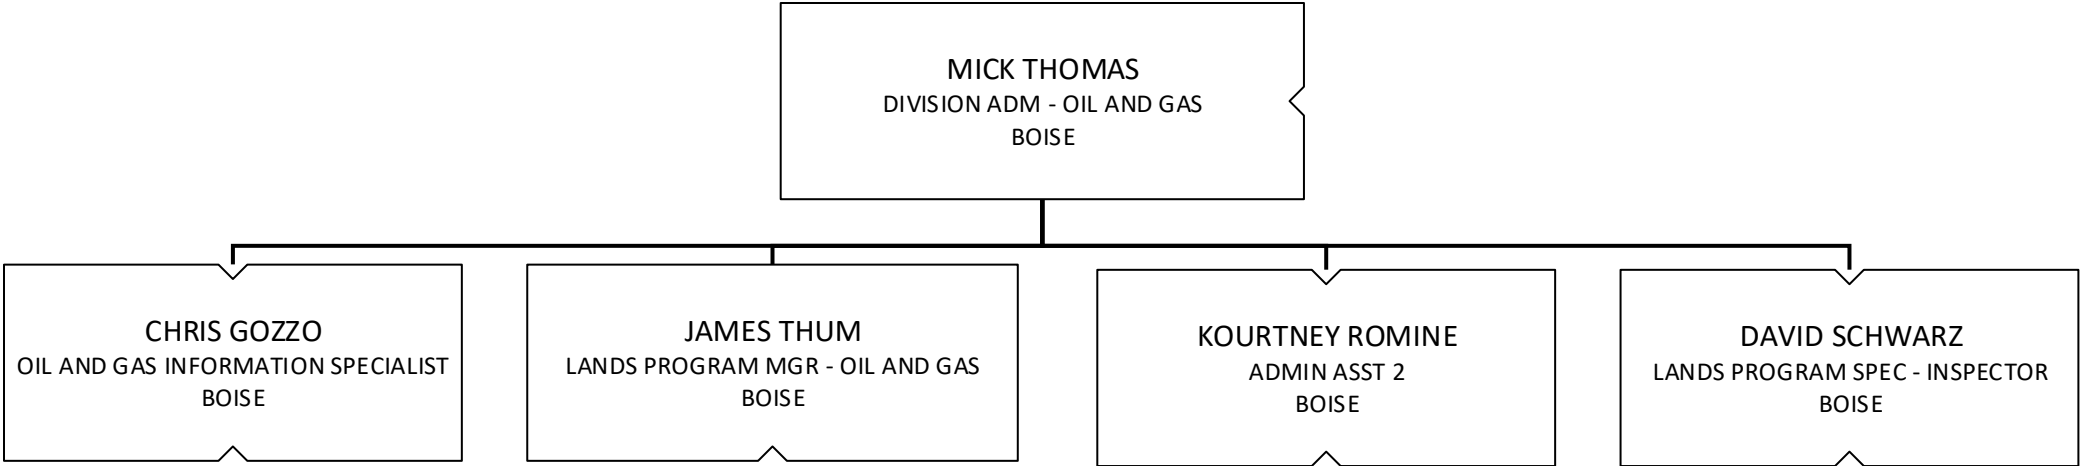 MICK THOMAS
DIVISION ADM - OIL AND GAS
BOISE
CHRIS GOZZO
OIL AND GAS INFORMATION SPECIALIST
BOISE
JAMES THUM
LANDS PROGRAM MGR - OIL AND GAS
BOISE
KOURTNEY ROMINE
ADMIN ASST 2
BOISE
DAVID SCHWARZ
LANDS PROGRAM SPEC - INSPECTOR
BOISE